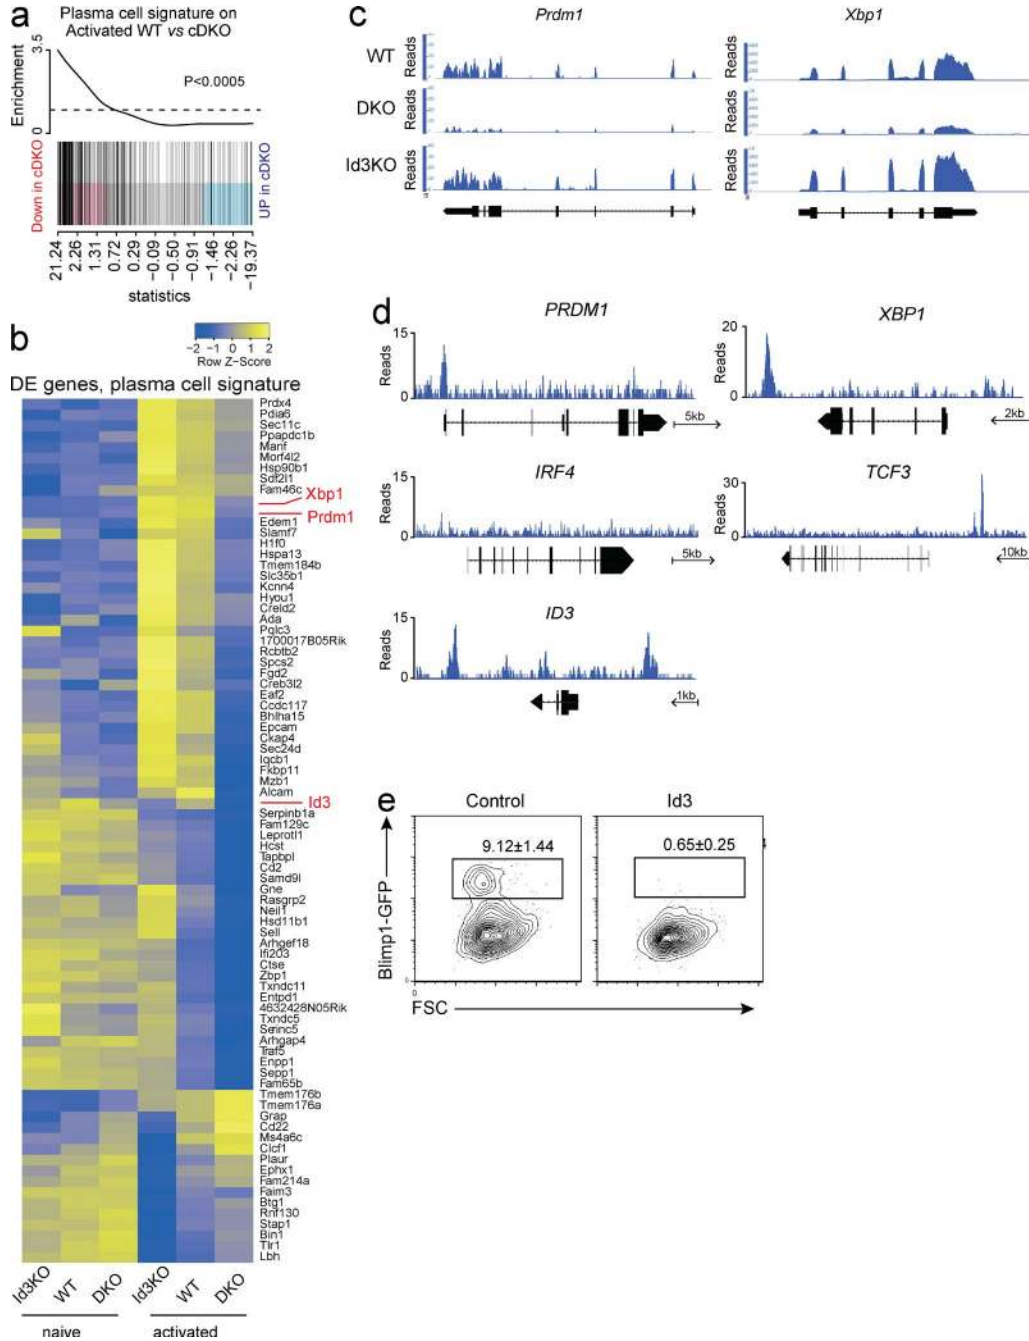 a
Plasma cell signature on
Activated WT vs cDKO
3.5
Enrichment
P<0.0005
0
Down in cDKO
UP in cDKO
21.24
2.26
1.31
0.72
0.29
−0.09
−0.50
−0.91
−1.46
−2.26
−19.37
statistics
b
−2 −1 0 1 2
Row Z-Score
DE genes, plasma cell signature
Prdx4
Pdia6
Sec11c
Ppapdc1b
Manf
Morf4l2
Hsp90b1
Sdf2l1
Fam46c
Xbp1
Prdm1
Edem1
Slamf7
H1f0
Hspa13
Tmem184b
Slc35b1
Kcnn4
Hyou1
Creld2
Ada
Pqlc3
1700017B05Rik
Rcbtb2
Spcs2
Fgd2
Creb3l2
Eaf2
Ccdc117
Bhlha15
Epcam
Ckap4
Sec24d
Iqcb1
Fkbp11
Mzb1
Alcam
Id3
Serpinb1a
Fam129c
Leprotl1
Hcst
Tapbpl
Cd2
Samd9l
Gne
Rasgrp2
Neil1
Hsd11b1
Sell
Arhgef18
Ifi203
Ctse
Zbp1
Txndc11
Entpd1
4632428N05Rik
Txndc5
Serinc5
Arhgap4
Traf5
Enpp1
Sepp1
Fam65b
Tmem176b
Tmem176a
Grap
Cd22
Ms4a6c
Clcf1
Plaur
Ephx1
Fam214a
Faim3
Btg1
Rnf130
Stap1
Bin1
Tlr1
Lbh
Id3KO WT DKO Id3KO WT DKO
naive activated
c
Prdm1 Xbp1
WT Reads Reads
DKO Reads Reads
Id3KO Reads Reads
d
PRDM1
15
Reads
0
5kb
XBP1
20
Reads
0
2kb
IRF4
15
Reads
0
5kb
TCF3
30
Reads
0
10kb
ID3
15
Reads
0
1kb
e
Control Id3
9.12±1.44 0.65±0.25
Blimp1-GFP
0
0
FSC